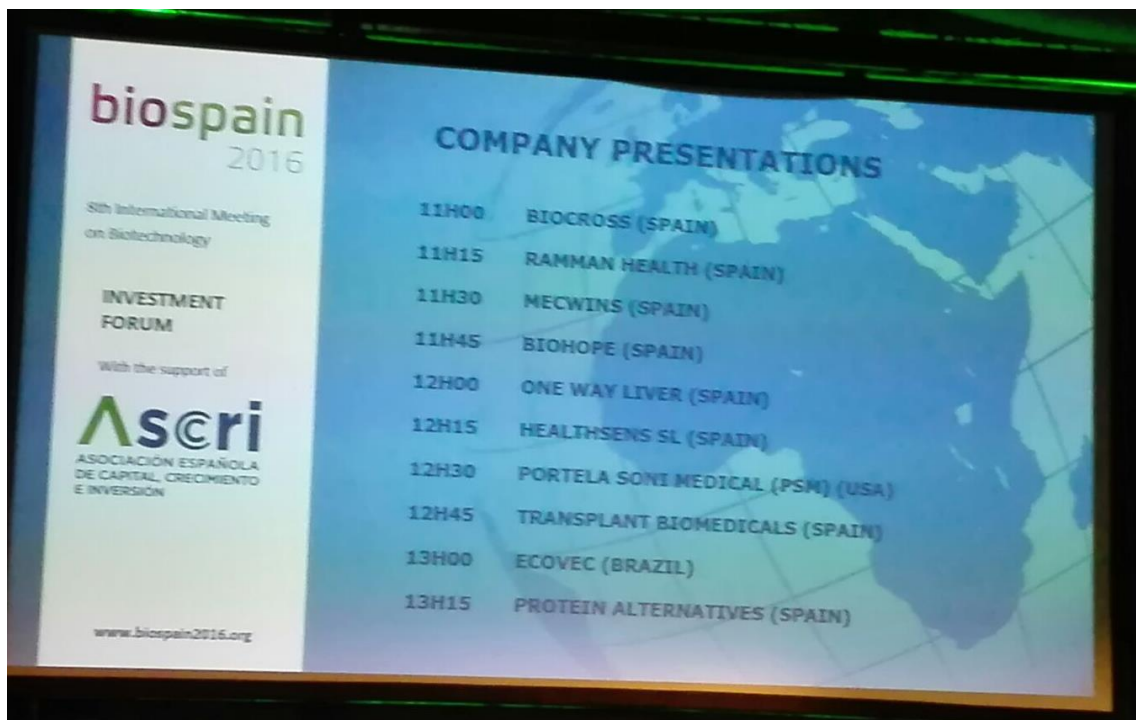 biospain
2016
8th International Meeting
on Biotechnology
INVESTMENT
FORUM
With the support of
Ascri
ASOCIACIÓN ESPAÑOLA
DE CAPITAL, CRECIMIENTO
E INVERSIÓN
www.biospain2016.org
COMPANY PRESENTATIONS
11H00 BIOCROSS (SPAIN)
11H15 RAMMAN HEALTH (SPAIN)
11H30 MECWINS (SPAIN)
11H45 BIOHOPE (SPAIN)
12H00 ONE WAY LIVER (SPAIN)
12H15 HEALTHSENS SL (SPAIN)
12H30 PORTELA SONI MEDICAL (PSM) (USA)
12H45 TRANSPLANT BIOMEDICALS (SPAIN)
13H00 ECOVEC (BRAZIL)
13H15 PROTEIN ALTERNATIVES (SPAIN)